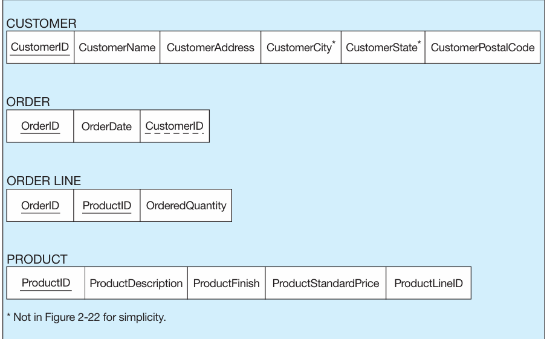 CUSTOMER
CustomerID CustomerName CustomerAddress CustomerCity* CustomerState* CustomerPostalCode
ORDER
OrderID OrderDate CustomerID
ORDER LINE
OrderID ProductID OrderedQuantity
PRODUCT
ProductID ProductDescription ProductFinish ProductStandardPrice ProductLineID
* Not in Figure 2-22 for simplicity.